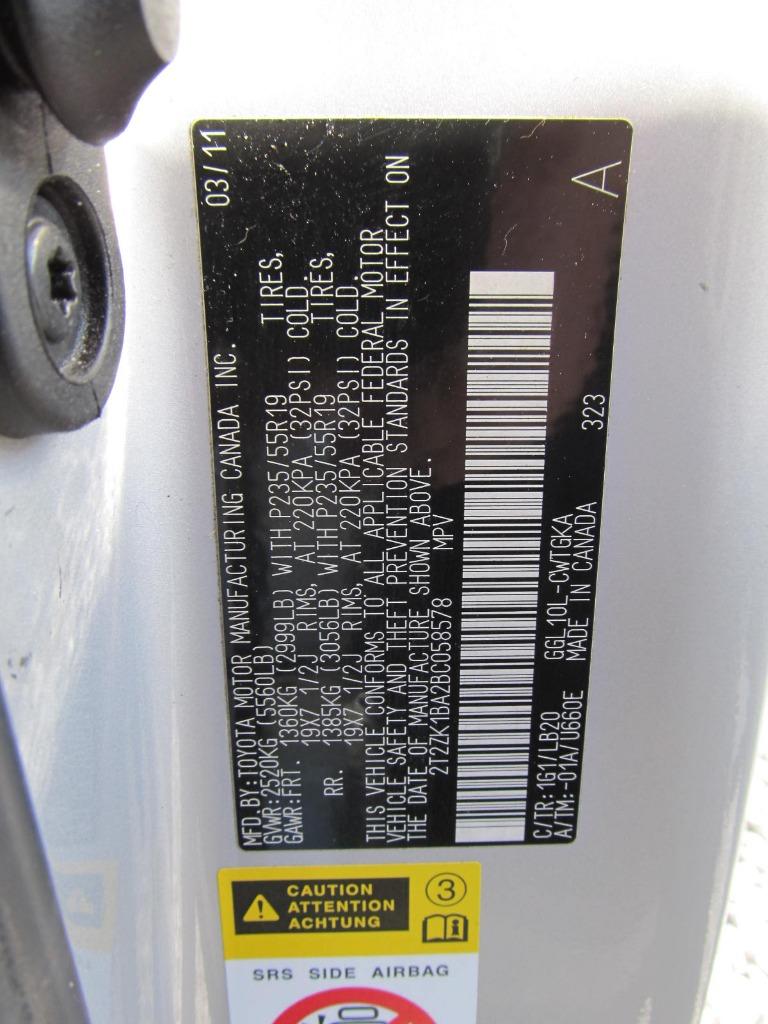 MFD.BY:TOYOTA MOTOR MANUFACTURING CANADA INC. 03/11
GVWR:2520KG (5560LB)
GAWR:FRT. 1360KG (2999LB) WITH P235/55R19 TIRES,
19X7 1/2J RIMS, AT 220KPA (32PSI) COLD.
RR. 1385KG (3056LB) WITH P235/55R19 TIRES,
19X7 1/2J RIMS, AT 220KPA (32PSI) COLD.
THIS VEHICLE CONFORMS TO ALL APPLICABLE FEDERAL MOTOR
VEHICLE SAFETY AND THEFT PREVENTION STANDARDS IN EFFECT ON
THE DATE OF MANUFACTURE SHOWN ABOVE.
2T2ZK1BA2BC058578 MPV
C/TR:1G1/LB20 GGL10L-CWTGKA
A/TM:-01A/U660E MADE IN CANADA 323 A
CAUTION
ATTENTION
ACHTUNG
3
SRS SIDE AIRBAG